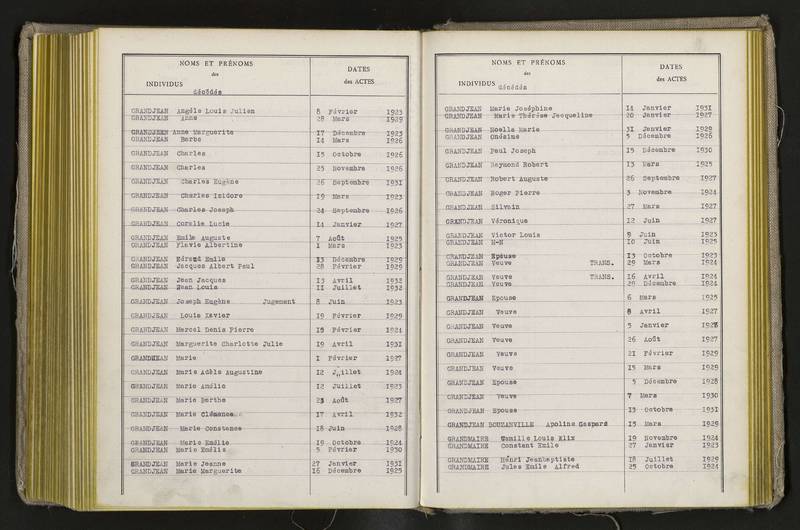 NOMS ET PRÉNOMS
des
INDIVIDUS
décédés
DATES
des ACTES
GRANDJEAN Angéle Louis Julien 8 Février 1923
GRANDJEAN Anne 28 Mars 1929
GRANDJEEN Anne Marguerite 17 Décembre 1923
GRANDJEAN Barbe 14 Mars 1926
GRANDJEAN Charles 15 Octobre 1926
GRANDJEAN Charles 25 Novembre 1926
GRANDJEAN Charles Eugène 26 Septembre 1931
GRANDJEAN Charles Isidore 19 Mars 1923
GRANDJEAN Charles Joseph 24 Septembre 1926
GRANDJEAN Coralie Lucie 14 Janvier 1927
GRANDJEAN Emile Auguste 7 Août 1925
GRANDJEAN Flavie Albertine 1 Mars 1923
GRANDJEAN Edramd Emile 13 Décembre 1929
GRANDJEAN Jacques Albert Paul 28 Février 1929
GRANDJEAN Jean Jacques 13 Avril 1932
GRANDJEAN Jean Louis 11 Juillet 1932
GRANDJEAN Joseph Eugène Jugement 8 Juin 1923
GRANDJEAN Louis Xavier 19 Février 1929
GRANDJEAN Marcel Denis Pierre 18 Février 1924
GRANDJEAN Marguerite Charlotte Julie 19 Avril 1931
GRANDJEAN Marie 1 Février 1927
GRANDJEAN Marie Adèle Augustine 12 Juillet 1924
GRANDJEAN Marie Amélie 12 Juillet 1923
GRANDJEAN Marie Berthe 23 Août 1927
GRANDJEAN Marie Clémence 17 Avril 1932
GRANDJEAN Marie Constance 18 Juin 1928
GRANDJEAN Marie Emélie 19 Octobre 1924
GRANDJEAN Marie Emélie 5 Février 1930
GRANDJEAN Marie Jeanne 27 Janvier 1931
GRANDJEAN Marie Marguerite 16 Décembre 1925
NOMS ET PRÉNOMS
des
INDIVIDUS
décédés
DATES
des ACTES
GRANDJEAN Marie Joséphine 14 Janvier 1931
GRANDJEAN Marie Thérèse Jacqueline 20 Janvier 1927
GRANDJEAN Noella Marie 31 Janvier 1929
GRANDJEAN Onésime 5 Décembre 1926
GRANDJEAN Paul Joseph 15 Décembre 1930
GRANDJEAN Raymond Robert 13 Mars 1925
GRANDJEAN Robert Auguste 26 Septembre 1927
GRANDJEAN Roger Pierre 3 Novembre 1924
GRANDJEAN Silvain 27 Mars 1927
GRANDJEAN Véronique 12 Juin 1927
GRANDJEAN Victor Louis 9 Juin 1923
GRANDJEAN M-N 10 Juin 1925
GRANDJEAN Epouse 13 Octobre 1923
GRANDJEAN Veuve TRANS. 29 Mars 1924
GRANDJEAN Veuve TRANS. 16 Avril 1924
GRANDJEAN Veuve 29 Décembre 1924
GRANDJEAN Epouse 6 Mars 1925
GRANDJEAN Veuve 8 Avril 1927
GRANDJEAN Veuve 5 Janvier 1928
GRANDJEAN Veuve 26 Août 1927
GRANDJEAN Veuve 21 Février 1929
GRANDJEAN Veuve 15 Mars 1929
GRANDJEAN Epouse 5 Décembre 1928
GRANDJEAN Veuve 7 Mars 1930
GRANDJEAN Epouse 13 Octobre 1931
GRANDJEAN BOUZANVILLE Apoline Gaspard 15 Mars 1929
GRANDMAIRE Camille Louis Elix 19 Novembre 1924
GRANDMAIRE Constant Emile 27 Janvier 1923
GRANDMAIRE Henri Jeanbaptiste 18 Juillet 1929
GRANDMAIRE Jules Emile Alfred 25 Octobre 1924